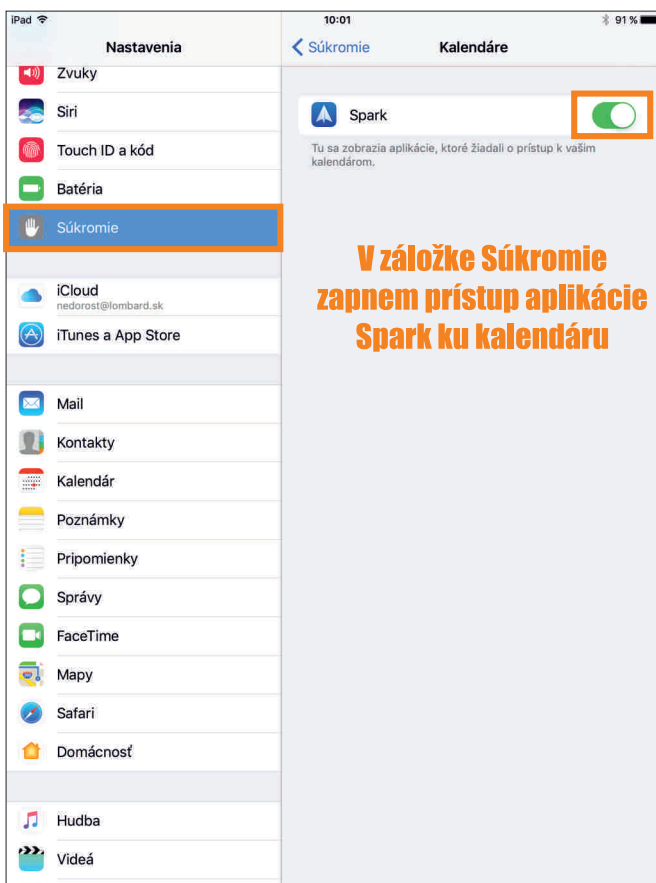 iPad 10:01 91 %
Nastavenia
Súkromie Kalendáre
Zvuky
Siri
Touch ID a kód
Batéria
Súkromie
iCloud
nedorost@lombard.sk
iTunes a App Store
Mail
Kontakty
Kalendár
Poznámky
Pripomienky
Správy
FaceTime
Mapy
Safari
Domácnosť
Hudba
Videá
Spark
Tu sa zobrazia aplikácie, ktoré žiadali o prístup k vašim
kalendárom.
V záložke Súkromie
zapnem prístup aplikácie
Spark ku kalendáru